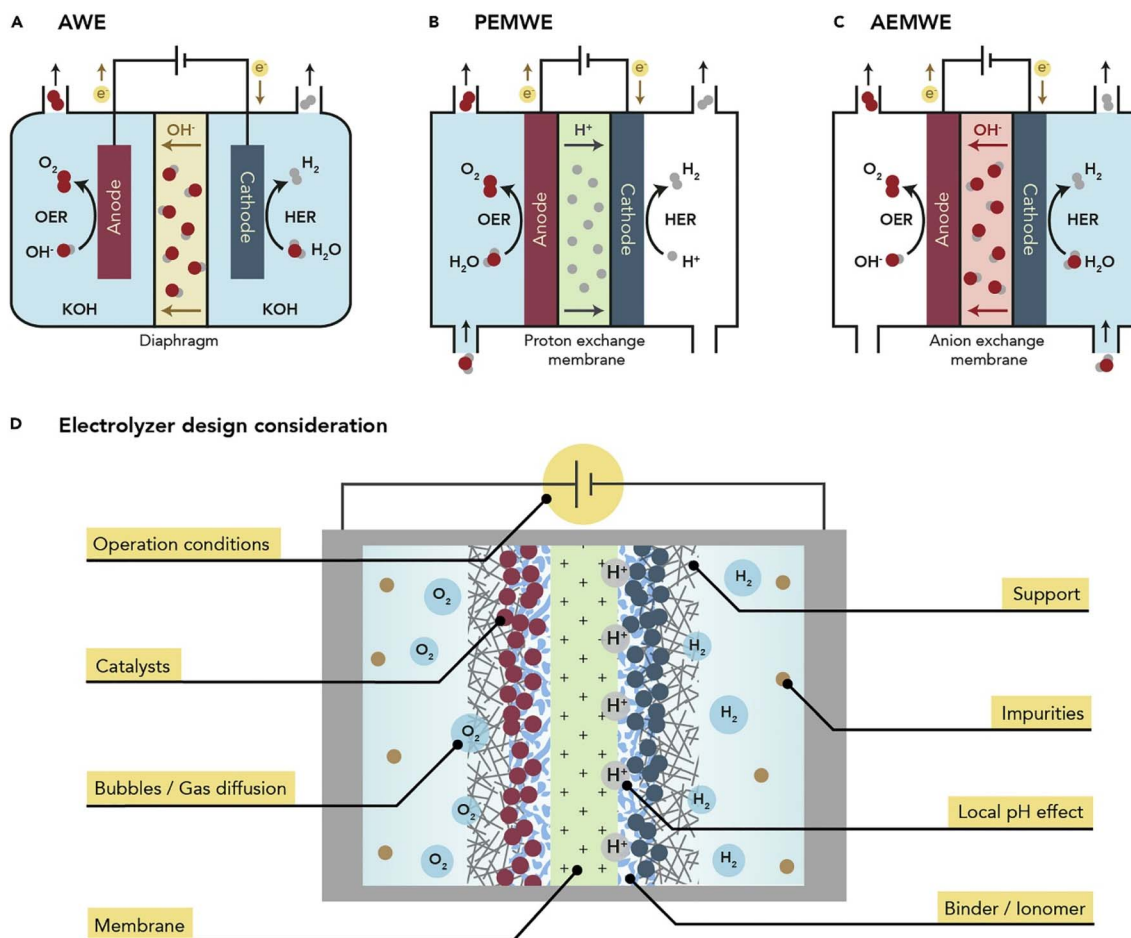 A AWE
e⁻
e⁻
OH⁻
O₂
OER
OH⁻
Anode
Cathode
H₂
HER
H₂O
KOH
KOH
Diaphragm
B PEMWE
e⁻
e⁻
H⁺
O₂
OER
H₂O
Anode
Cathode
H₂
HER
H⁺
Proton exchange
membrane
C AEMWE
e⁻
e⁻
OH⁻
O₂
OER
OH⁻
Anode
Cathode
H₂
HER
H₂O
Anion exchange
membrane
D Electrolyzer design consideration
Operation conditions
Catalysts
Bubbles / Gas diffusion
Membrane
O₂
O₂
O₂
O₂
O₂
+ + +
H⁺
H⁺
H⁺
H⁺
H⁺
H₂
H₂
H₂
H₂
H₂
Support
Impurities
Local pH effect
Binder / Ionomer